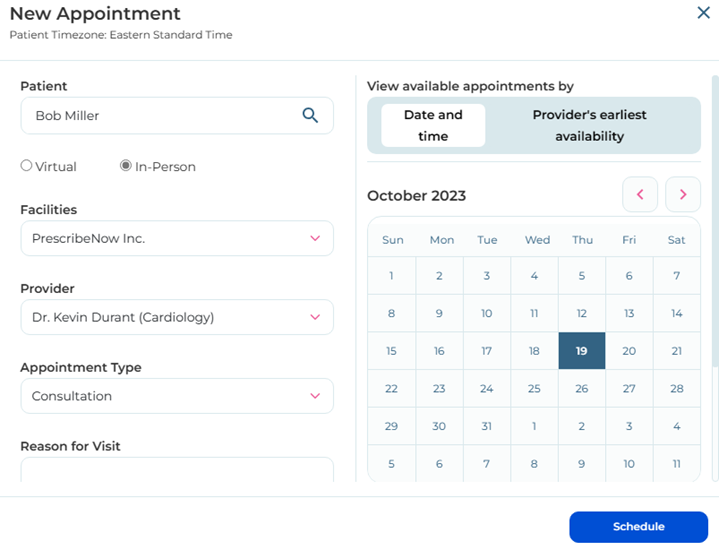 New Appointment
Patient Timezone: Eastern Standard Time
Patient
Bob Miller
Virtual
In-Person
Facilities
PrescribeNow Inc.
Provider
Dr. Kevin Durant (Cardiology)
Appointment Type
Consultation
Reason for Visit
View available appointments by
Date and
time
Provider's earliest
availability
October 2023
Sun Mon Tue Wed Thu Fri Sat
1 2 3 4 5 6 7
8 9 10 11 12 13 14
15 16 17 18 19 20 21
22 23 24 25 26 27 28
29 30 31 1 2 3 4
5 6 7 8 9 10 11
Schedule